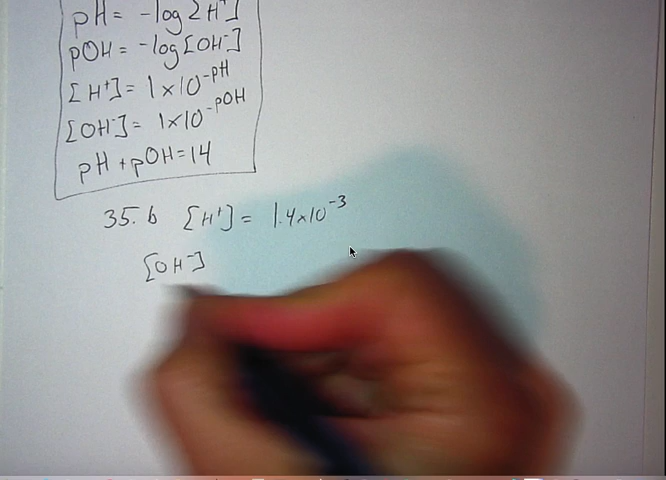 pH = -log[H⁺]
pOH = -log[OH⁻]
[H⁺] = 1×10⁻ᵖᴴ
[OH⁻] = 1×10⁻ᵖᴼᴴ
pH + pOH = 14
35. b [H⁺] = 1.4×10⁻³
[OH⁻]